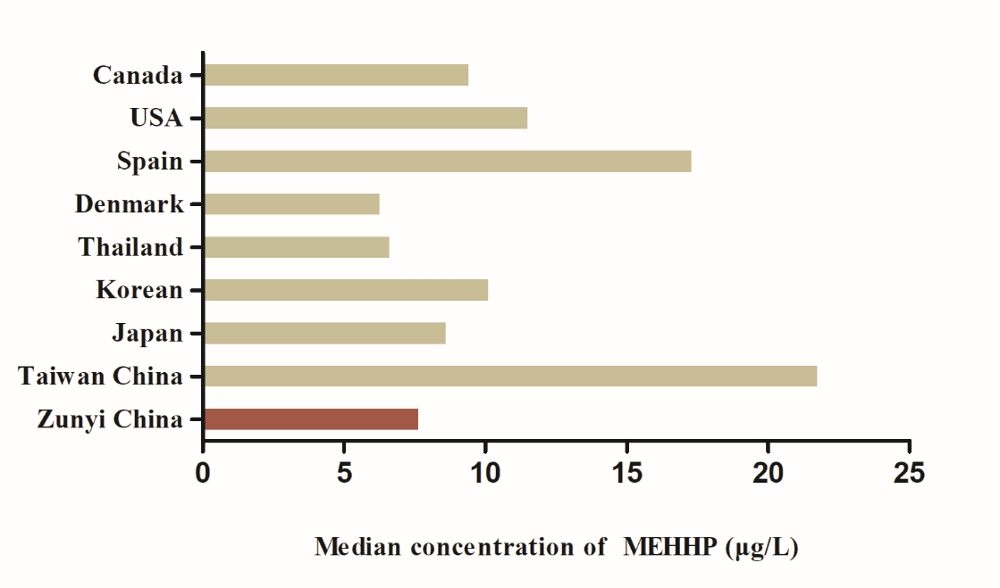 Canada
USA
Spain
Denmark
Thailand
Korean
Japan
Taiwan China
Zunyi China
0 5 10 15 20 25
Median concentration of MEHHP (µg/L)